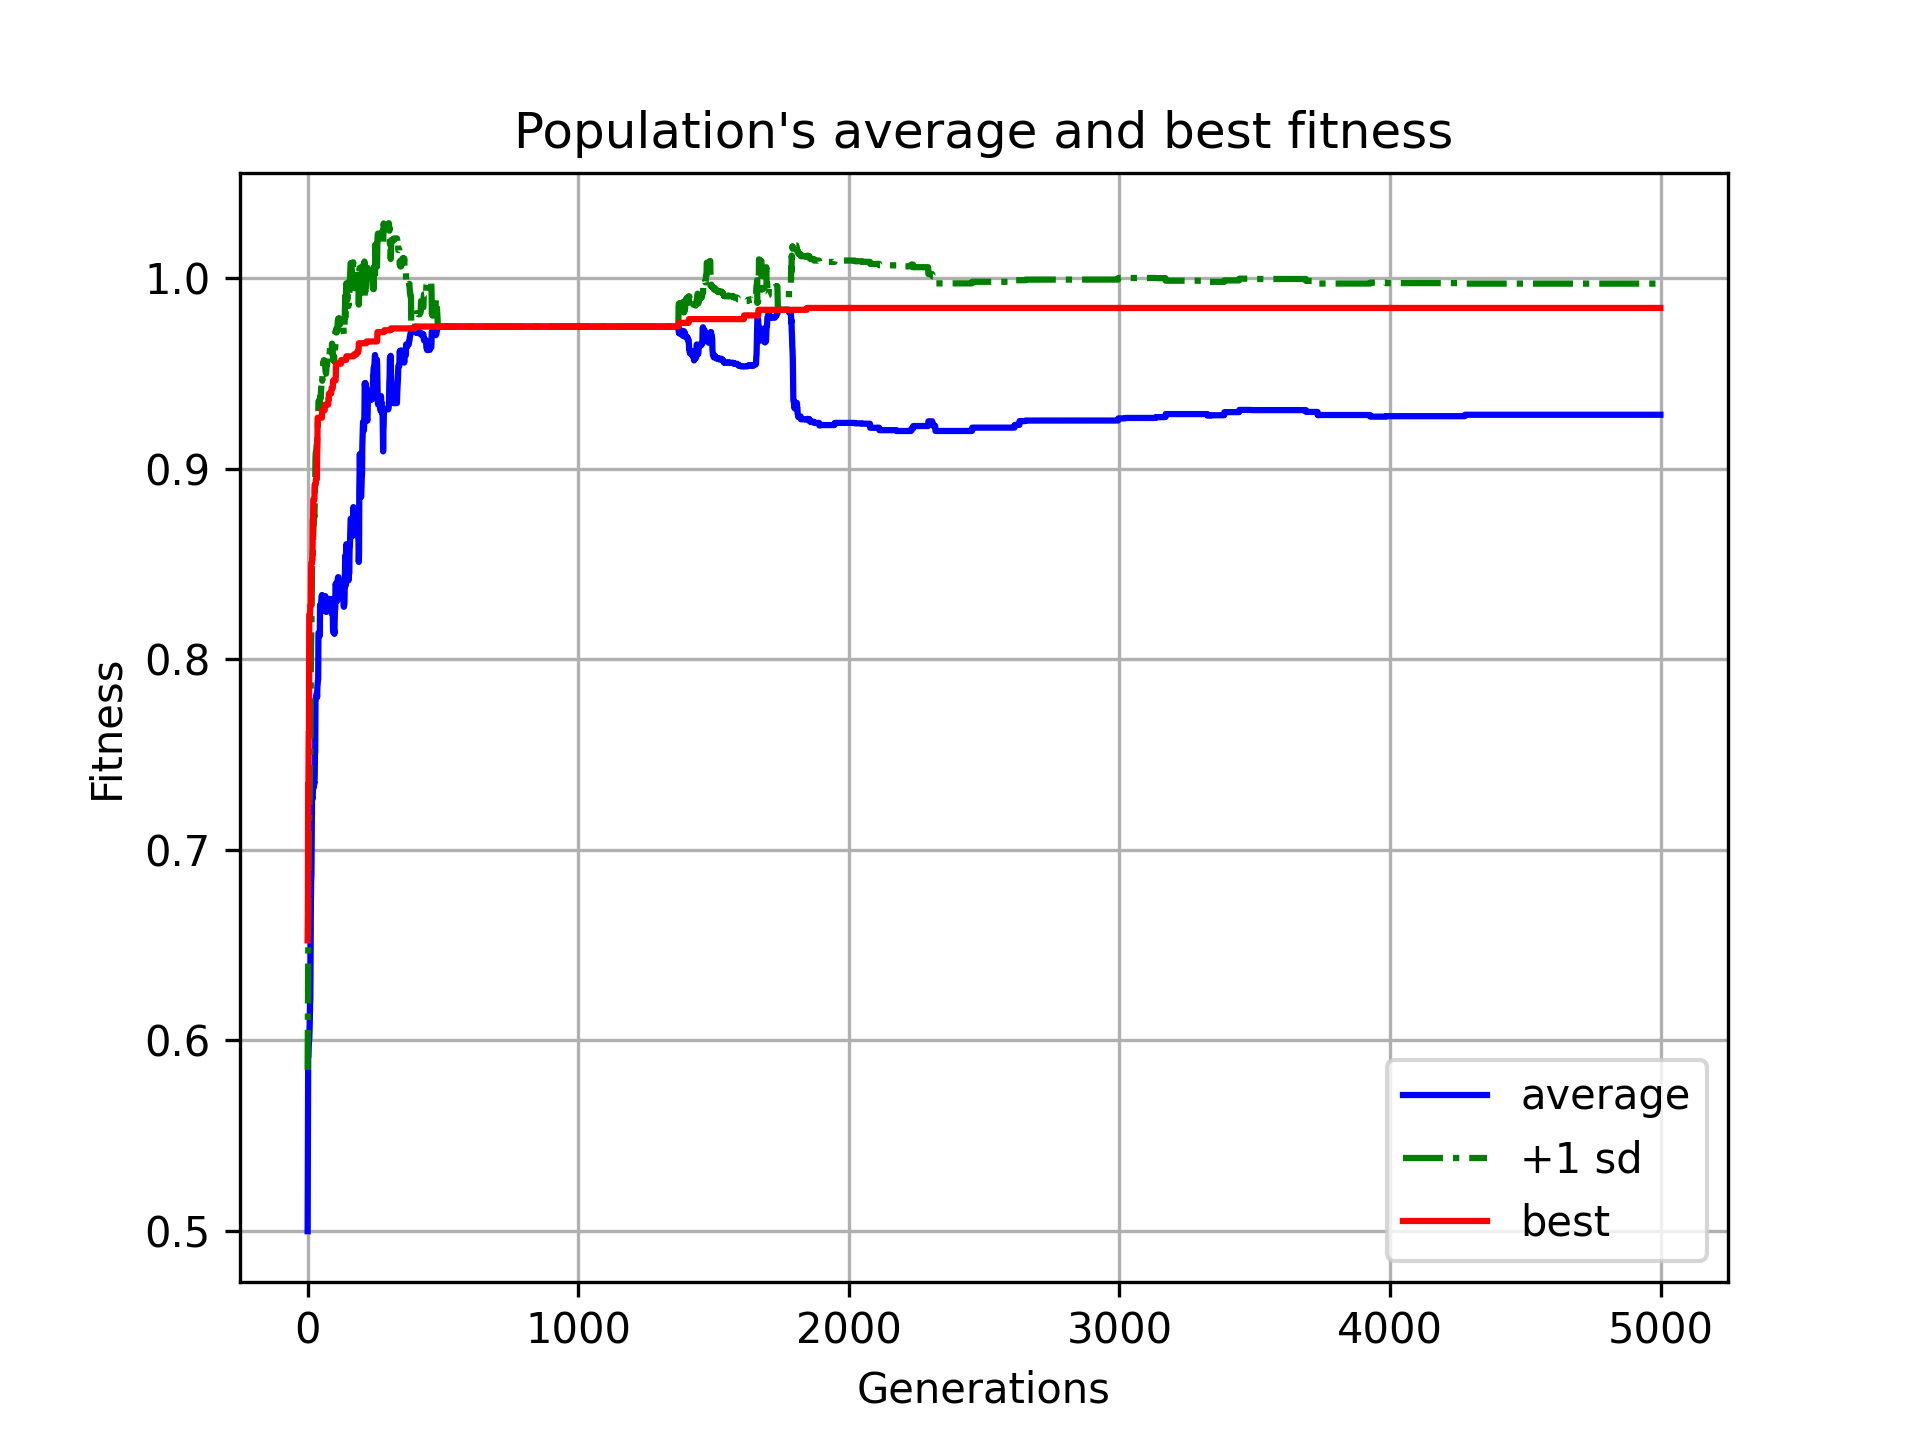 Population's average and best fitness
Fitness
1.0
0.9
0.8
0.7
0.6
0.5
average
+1 sd
best
0 1000 2000 3000 4000 5000
Generations